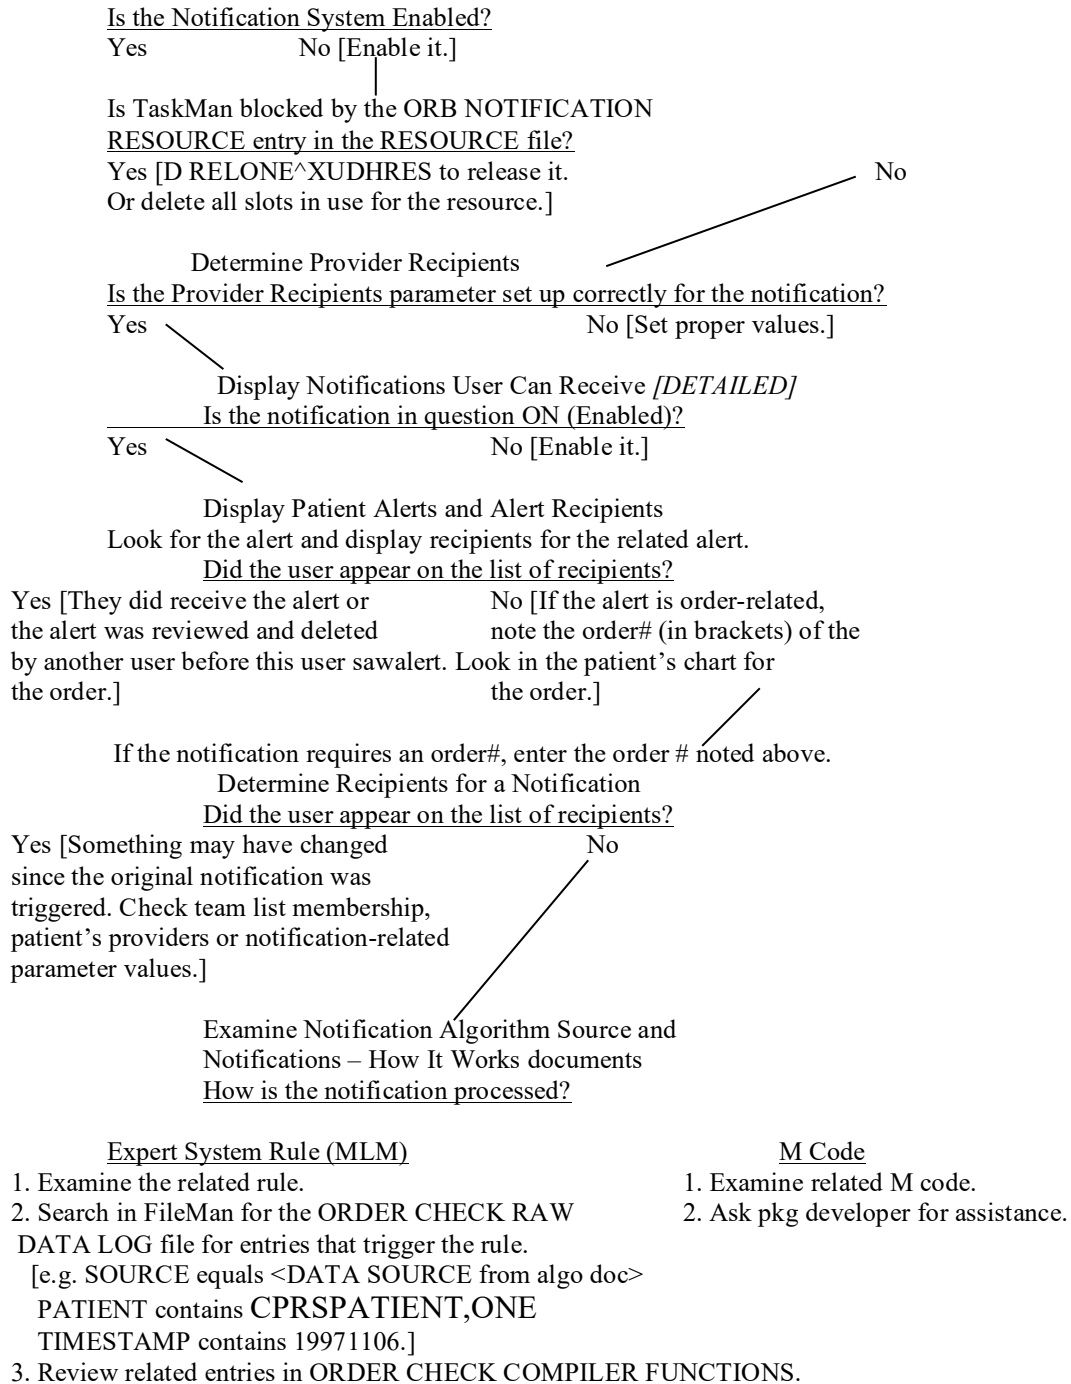 Is the Notification System Enabled?
Yes No [Enable it.]
Is TaskMan blocked by the ORB NOTIFICATION
RESOURCE entry in the RESOURCE file?
Yes [D RELONE^XUDHRES to release it. No
Or delete all slots in use for the resource.]
Determine Provider Recipients
Is the Provider Recipients parameter set up correctly for the notification?
Yes No [Set proper values.]
Display Notifications User Can Receive [DETAILED]
Is the notification in question ON (Enabled)?
Yes No [Enable it.]
Display Patient Alerts and Alert Recipients
Look for the alert and display recipients for the related alert.
Did the user appear on the list of recipients?
Yes [They did receive the alert or No [If the alert is order-related,
the alert was reviewed and deleted note the order# (in brackets) of the
by another user before this user sawalert. Look in the patient’s chart for
the order.] the order.]
If the notification requires an order#, enter the order # noted above.
Determine Recipients for a Notification
Did the user appear on the list of recipients?
Yes [Something may have changed No
since the original notification was
triggered. Check team list membership,
patient’s providers or notification-related
parameter values.]
Examine Notification Algorithm Source and
Notifications – How It Works documents
How is the notification processed?
Expert System Rule (MLM) M Code
1. Examine the related rule. 1. Examine related M code.
2. Search in FileMan for the ORDER CHECK RAW 2. Ask pkg developer for assistance.
DATA LOG file for entries that trigger the rule.
[e.g. SOURCE equals <DATA SOURCE from algo doc>
PATIENT contains CPRSPATIENT,ONE
TIMESTAMP contains 19971106.]
3. Review related entries in ORDER CHECK COMPILER FUNCTIONS.